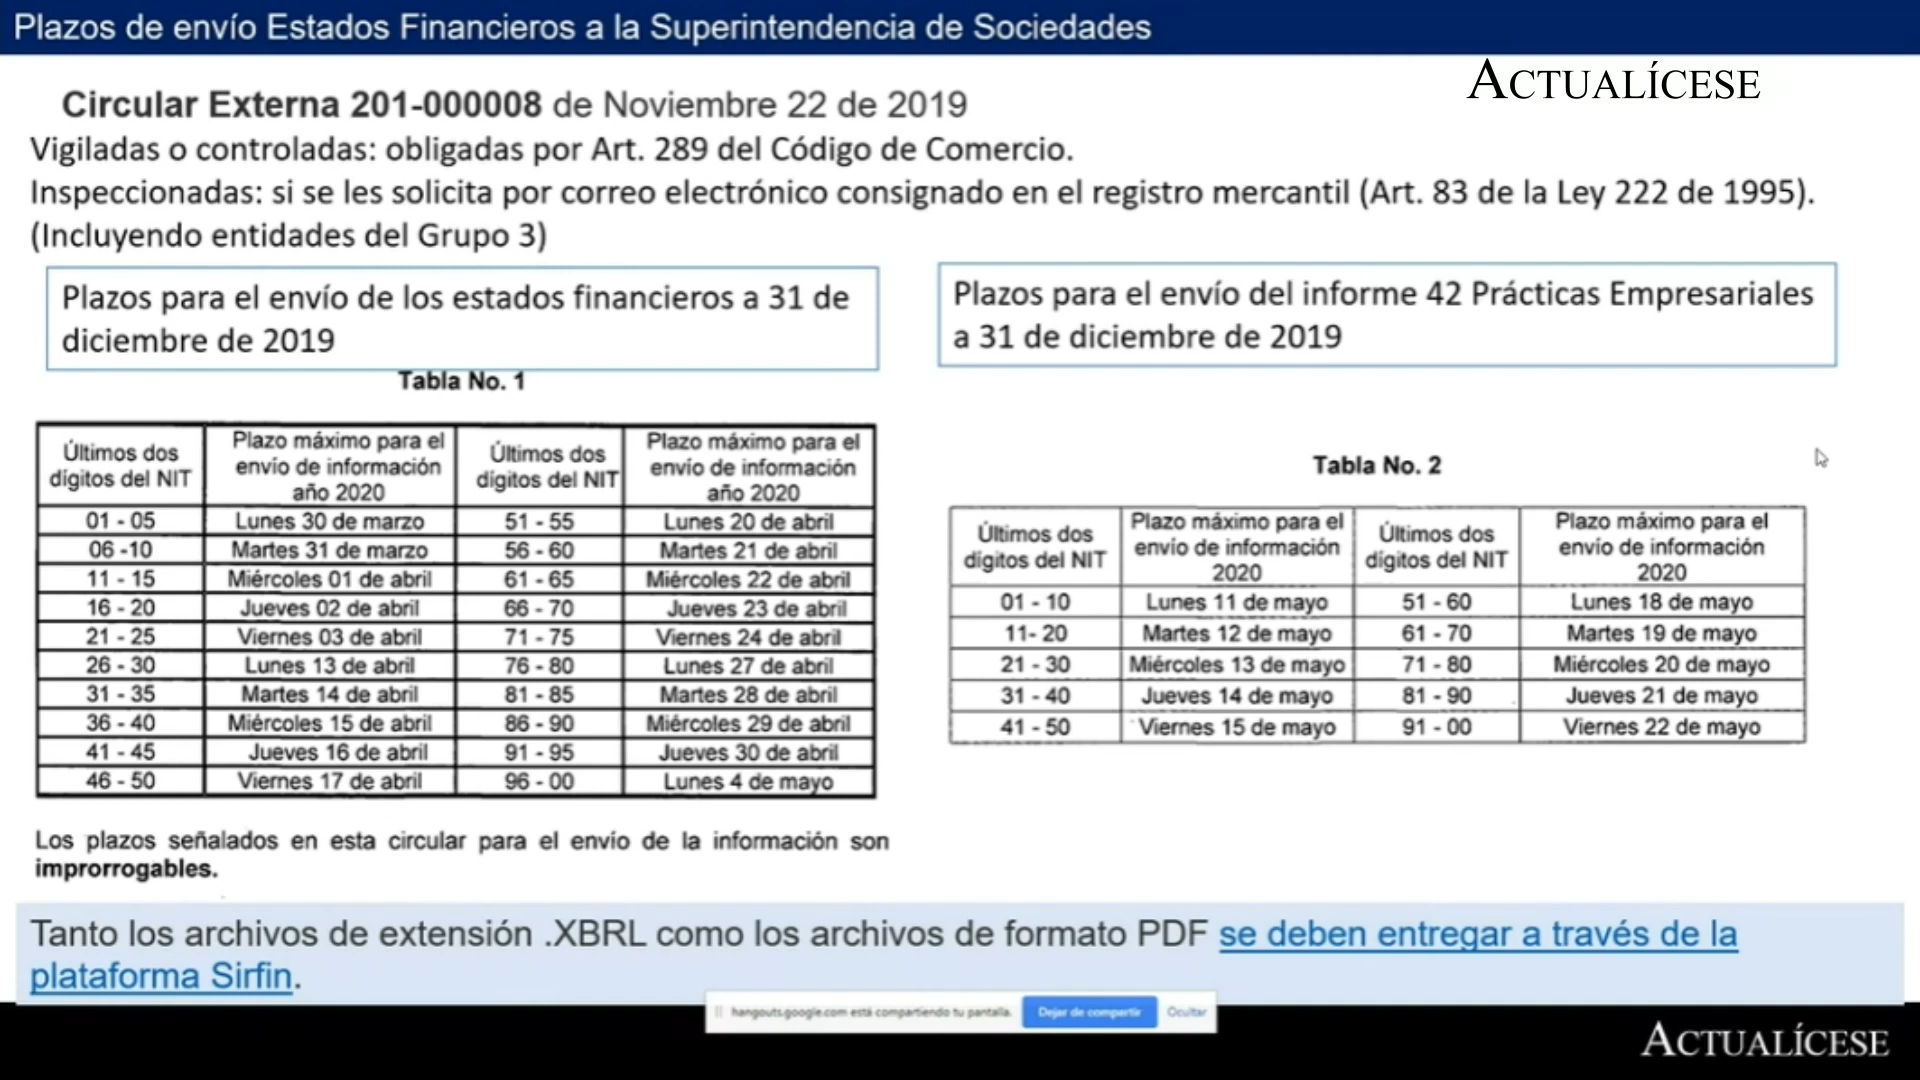 Plazos de envío Estados Financieros a la Superintendencia de Sociedades
ACTUALÍCESE
Circular Externa 201-000008 de Noviembre 22 de 2019
Vigiladas o controladas: obligadas por Art. 289 del Código de Comercio.
Inspeccionadas: si se les solicita por correo electrónico consignado en el registro mercantil (Art. 83 de la Ley 222 de 1995).
(Incluyendo entidades del Grupo 3)
Plazos para el envío de los estados financieros a 31 de
diciembre de 2019
Tabla No. 1
Últimos dos dígitos del NIT | Plazo máximo para el envío de información año 2020 | Últimos dos dígitos del NIT | Plazo máximo para el envío de información año 2020
01 - 05 | Lunes 30 de marzo | 51 - 55 | Lunes 20 de abril
06 -10 | Martes 31 de marzo | 56 - 60 | Martes 21 de abril
11 - 15 | Miércoles 01 de abril | 61 - 65 | Miércoles 22 de abril
16 - 20 | Jueves 02 de abril | 66 - 70 | Jueves 23 de abril
21 - 25 | Viernes 03 de abril | 71 - 75 | Viernes 24 de abril
26 - 30 | Lunes 13 de abril | 76 - 80 | Lunes 27 de abril
31 - 35 | Martes 14 de abril | 81 - 85 | Martes 28 de abril
36 - 40 | Miércoles 15 de abril | 86 - 90 | Miércoles 29 de abril
41 - 45 | Jueves 16 de abril | 91 - 95 | Jueves 30 de abril
46 - 50 | Viernes 17 de abril | 96 - 00 | Lunes 4 de mayo
Los plazos señalados en esta circular para el envío de la información son
improrrogables.
Plazos para el envío del informe 42 Prácticas Empresariales
a 31 de diciembre de 2019
Tabla No. 2
Últimos dos dígitos del NIT | Plazo máximo para el envío de información 2020 | Últimos dos dígitos del NIT | Plazo máximo para el envío de información 2020
01 - 10 | Lunes 11 de mayo | 51 - 60 | Lunes 18 de mayo
11- 20 | Martes 12 de mayo | 61 - 70 | Martes 19 de mayo
21 - 30 | Miércoles 13 de mayo | 71 - 80 | Miércoles 20 de mayo
31 - 40 | Jueves 14 de mayo | 81 - 90 | Jueves 21 de mayo
41 - 50 | Viernes 15 de mayo | 91 - 00 | Viernes 22 de mayo
Tanto los archivos de extensión .XBRL como los archivos de formato PDF se deben entregar a través de la
plataforma Sirfin.
hangouts.google.com está compartiendo tu pantalla. Dejar de compartir Ocultar
ACTUALÍCESE